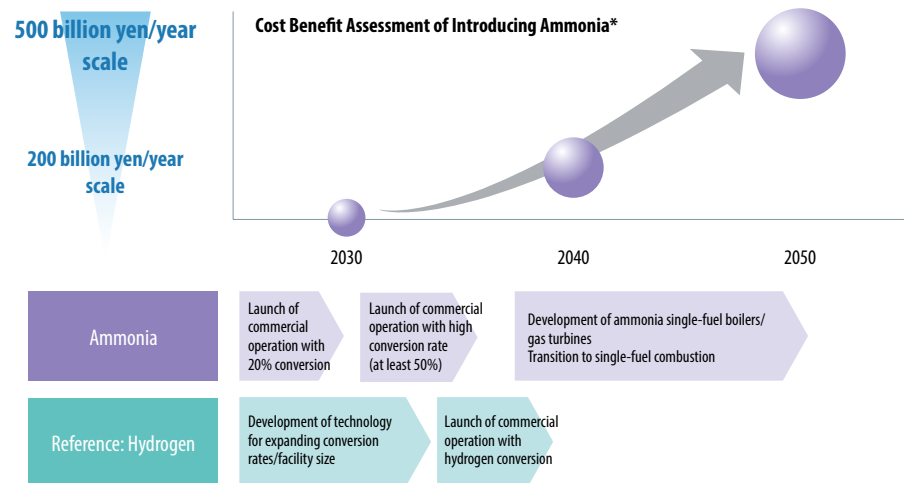 500 billion yen/year
scale
Cost Benefit Assessment of Introducing Ammonia*
200 billion yen/year
scale
2030
2040
2050
Ammonia
Launch of
commercial
operation with
20% conversion
Launch of commercial
operation with high
conversion rate
(at least 50%)
Development of ammonia single-fuel boilers/
gas turbines
Transition to single-fuel combustion
Reference: Hydrogen
Development of technology
for expanding conversion
rates/facility size
Launch of commercial
operation with
hydrogen conversion